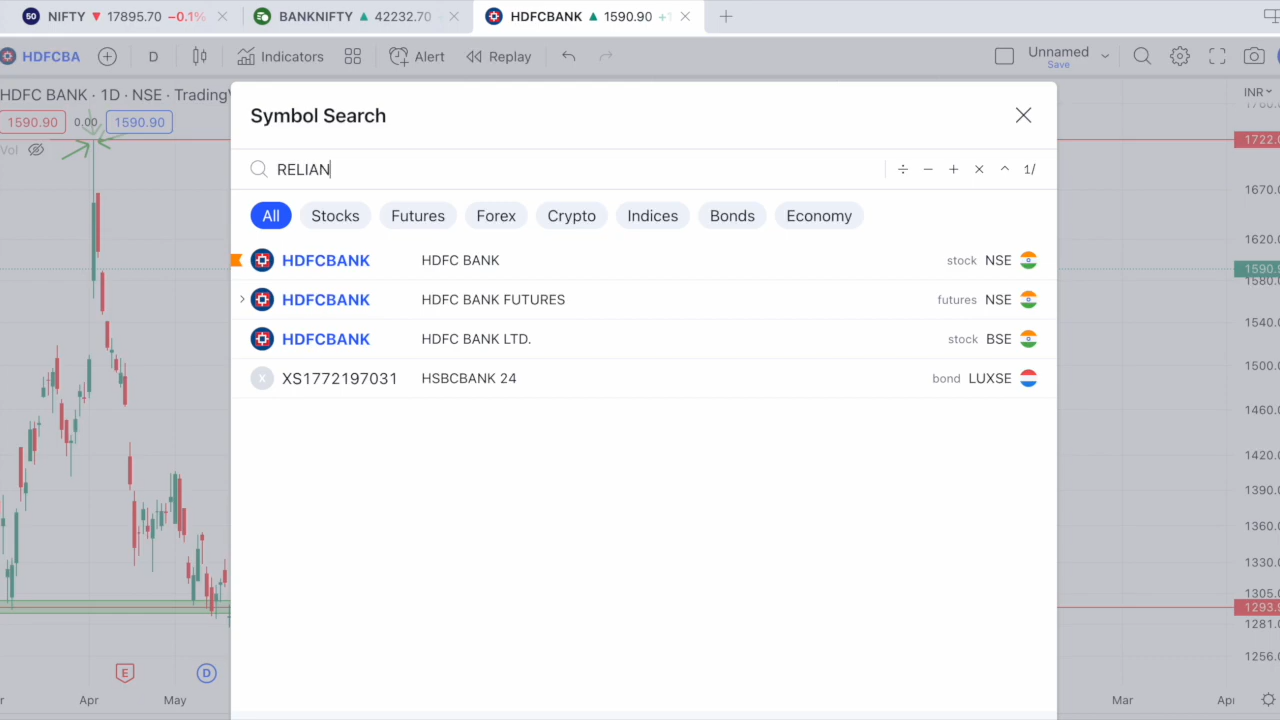 50 NIFTY ▼ 17895.70 −0.1%
BANKNIFTY ▲ 42232.70
HDFCBANK ▲ 1590.90 +1
HDFCBA
D
Indicators
Alert
Replay
Unnamed
Save
HDFC BANK · 1D · NSE · Trading
INR
1590.90 0.00 1590.90
Vol
Symbol Search
RELIAN
÷ − + × ^ 1/
All Stocks Futures Forex Crypto Indices Bonds Economy
HDFCBANK HDFC BANK stock NSE
HDFCBANK HDFC BANK FUTURES futures NSE
HDFCBANK HDFC BANK LTD. stock BSE
X XS1772197031 HSBCBANK 24 bond LUXSE
1722.0
1670.0
1620.0
1590.9
1580.0
1540.0
1500.0
1460.0
1420.0
1390.0
1360.0
1330.0
1305.0
1293.9
1281.0
1256.0
E D
Apr May Mar Apr